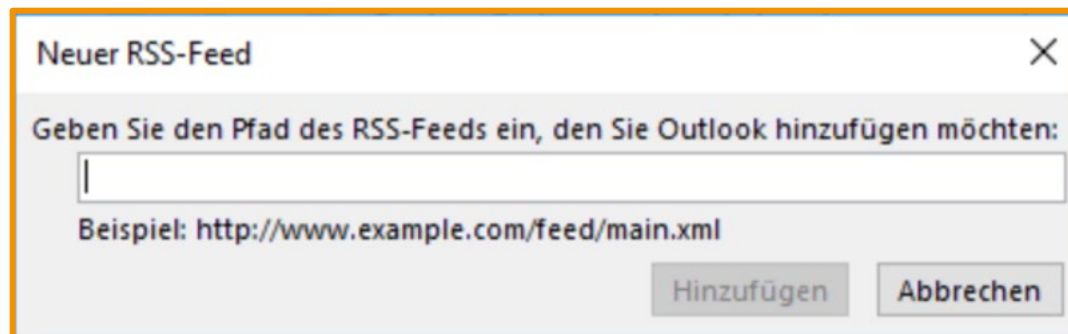 Neuer RSS-Feed
Geben Sie den Pfad des RSS-Feeds ein, den Sie Outlook hinzufügen möchten:
Beispiel: http://www.example.com/feed/main.xml
Hinzufügen Abbrechen